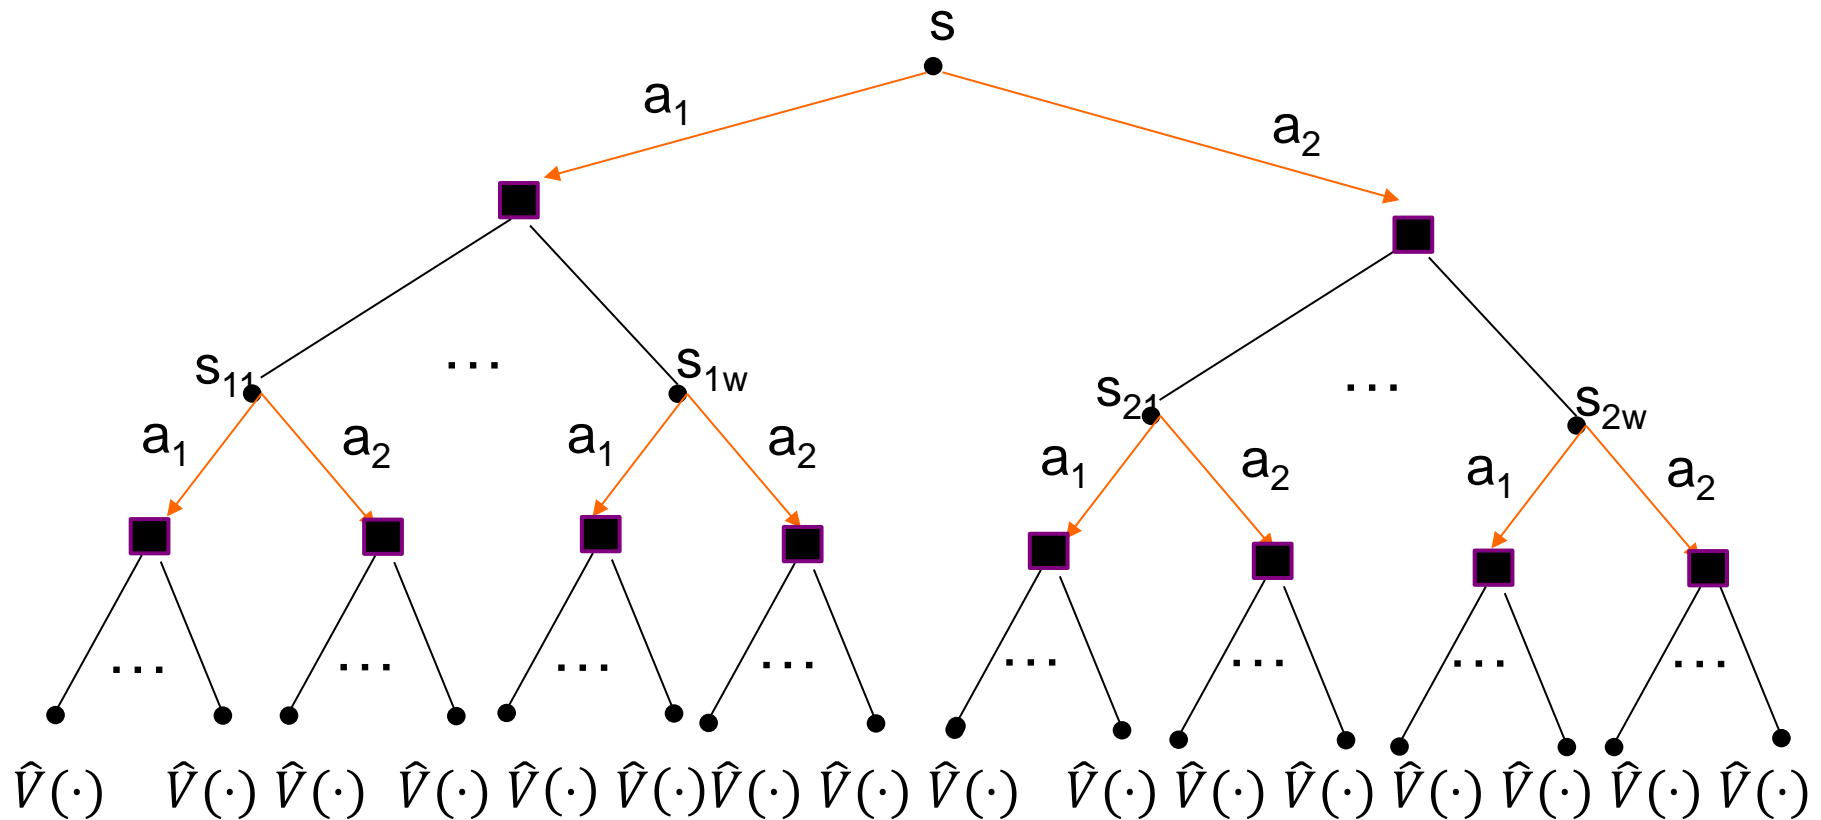 s
a₁ a₂
s₁₁ … s₁w s₂₁ … s₂w
a₁ a₂ a₁ a₂ a₁ a₂ a₁ a₂
… … … … … … … …
V̂(·) V̂(·) V̂(·) V̂(·) V̂(·) V̂(·) V̂(·) V̂(·) V̂(·) V̂(·) V̂(·) V̂(·) V̂(·) V̂(·) V̂(·) V̂(·)